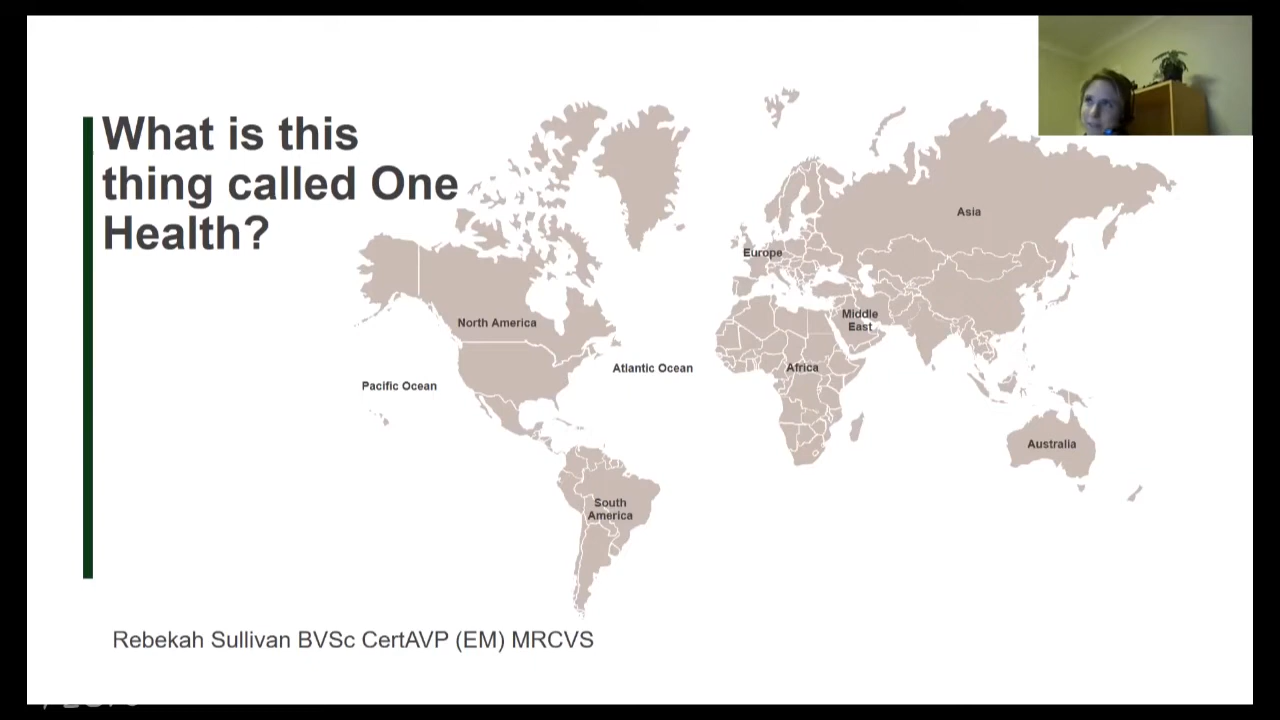 What is this
thing called One
Health?
Asia
Europe
Middle
East
North America
Atlantic Ocean
Africa
Pacific Ocean
Australia
South
America
Rebekah Sullivan BVSc CertAVP (EM) MRCVS